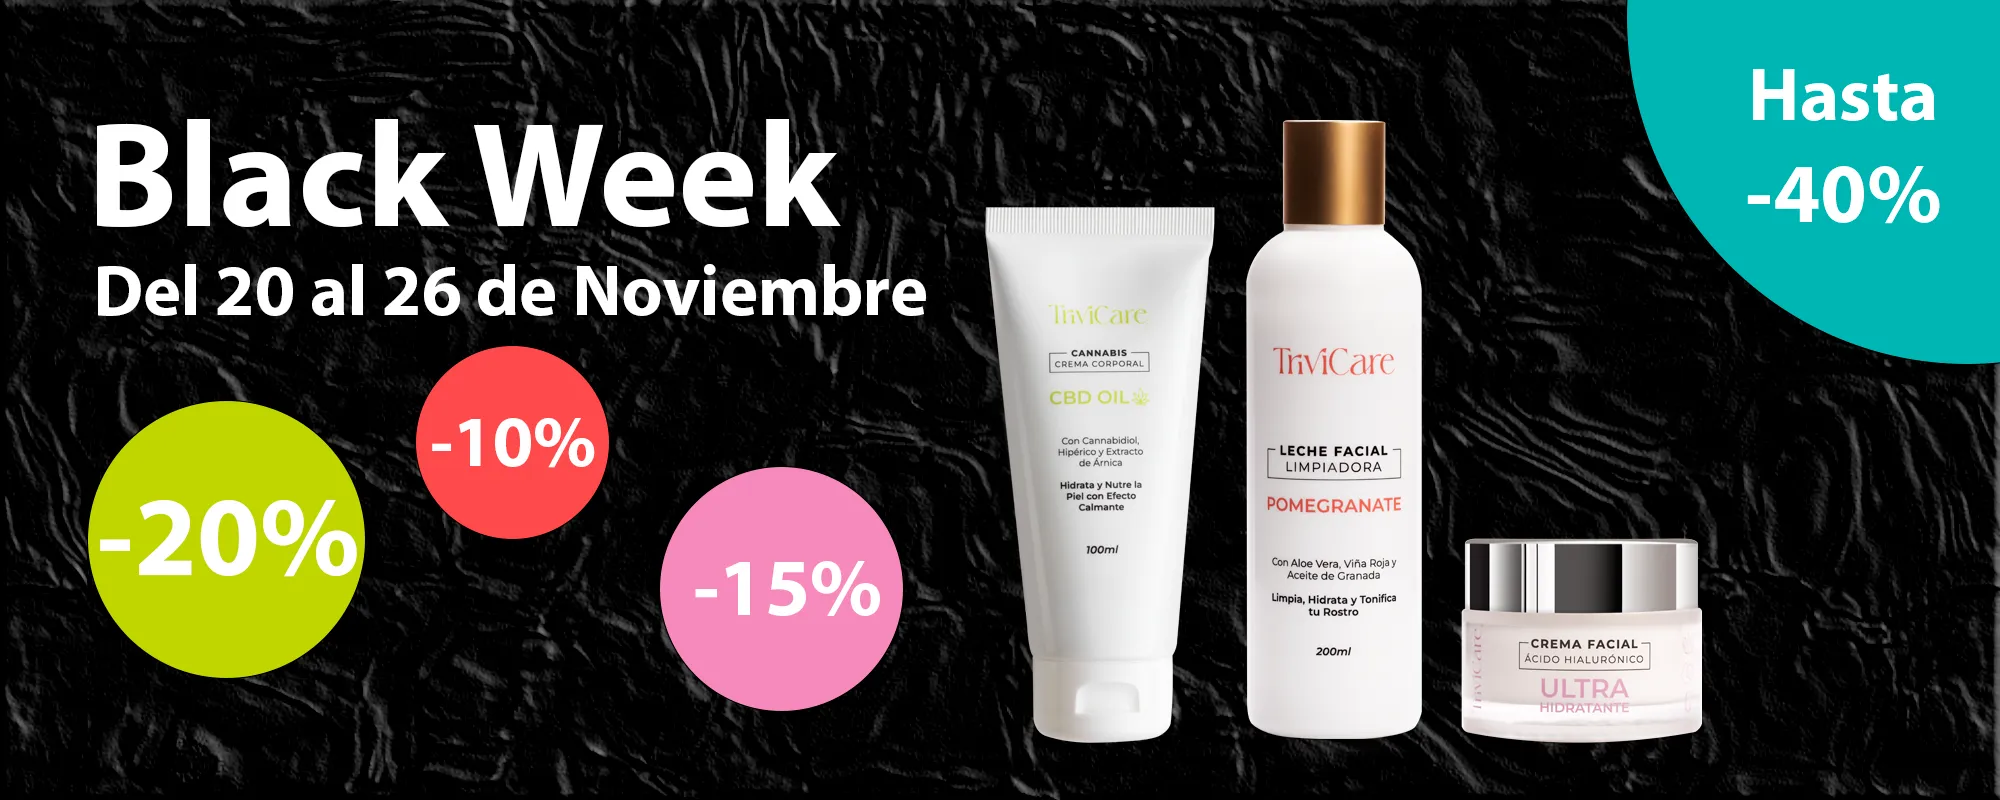 Black Week
Del 20 al 26 de Noviembre
-20%
-10%
-15%
Hasta
-40%
TriviCare
CANNABIS
CREMA CORPORAL
CBD OIL
Con Cannabidiol,
Hipérico y Extracto
de Árnica
Hidrata y Nutre la
Piel con Efecto
Calmante
100ml
TriviCare
LECHE FACIAL
LIMPIADORA
POMEGRANATE
Con Aloe Vera, Viña Roja y
Aceite de Granada
Limpia, Hidrata y Tonifica
tu Rostro
200ml
TriviCare
CREMA FACIAL
ÁCIDO HIALURÓNICO
ULTRA
HIDRATANTE